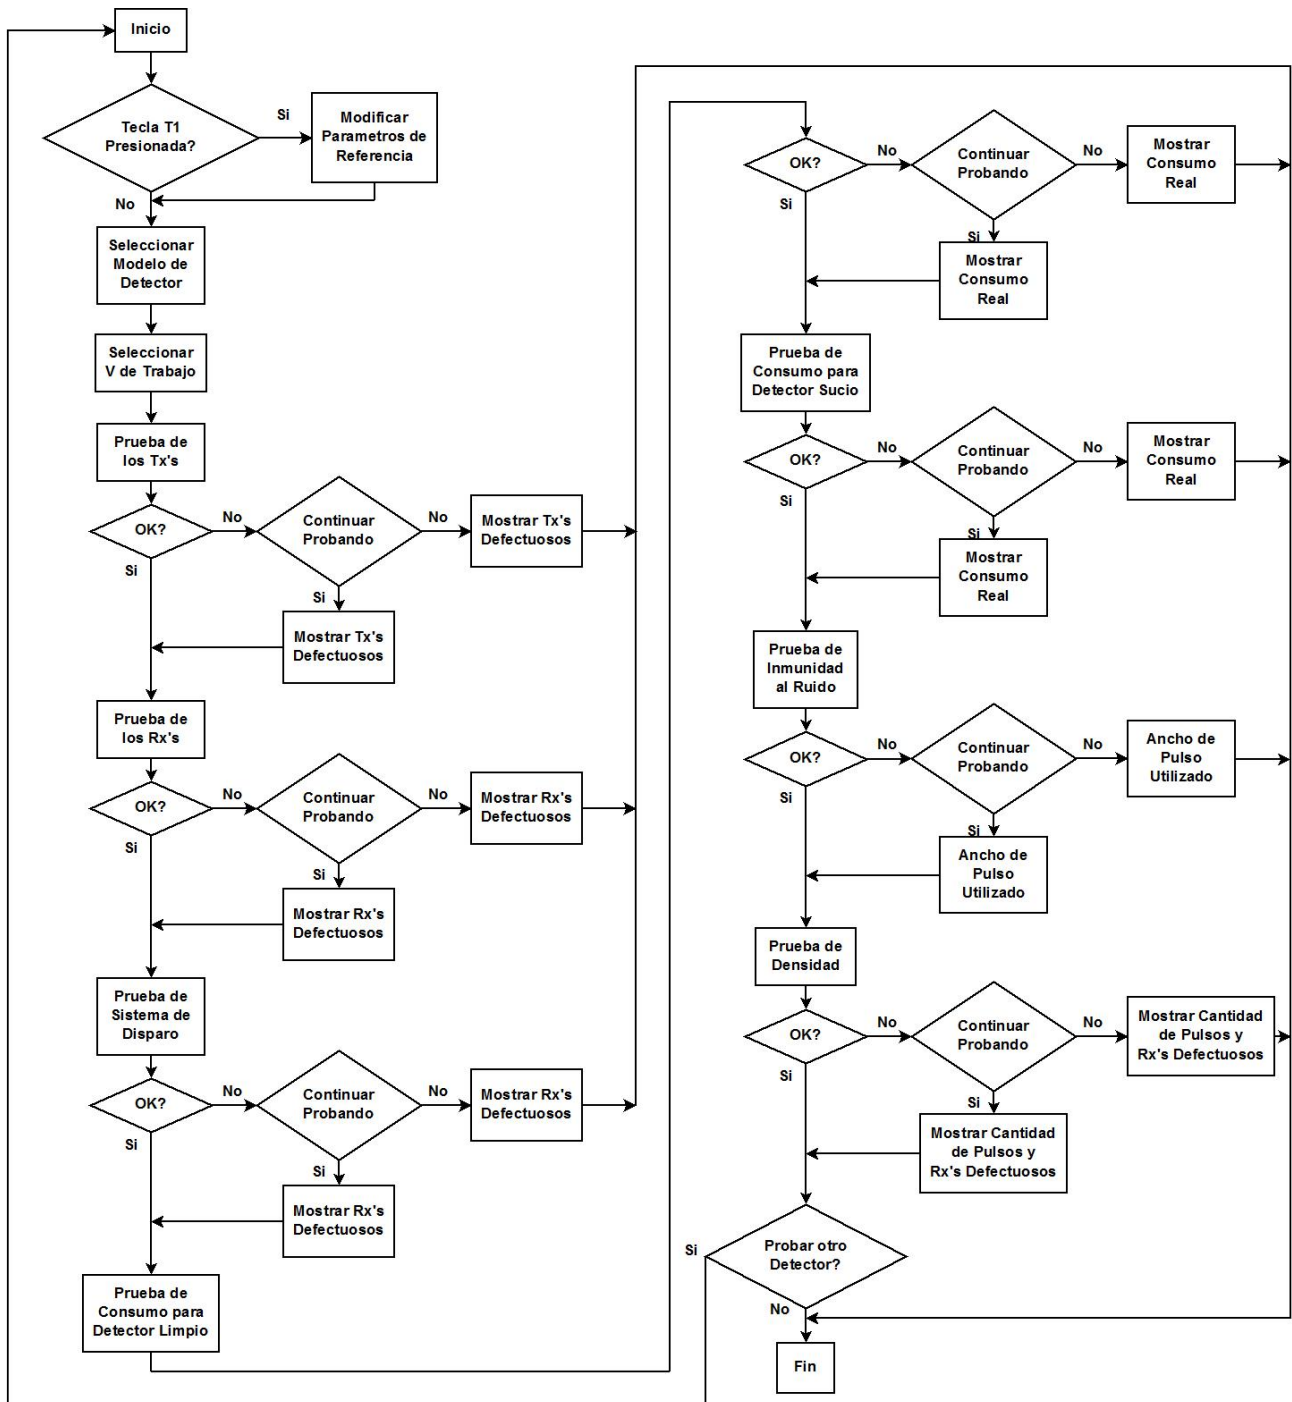 Inicio
Tecla T1
Presionada?
Si
Modificar
Parametros de
Referencia
No
Seleccionar
Modelo de
Detector
Seleccionar
V de Trabajo
Prueba de
los Tx's
OK?
No
Continuar
Probando
No
Mostrar Tx's
Defectuosos
Si
Si
Mostrar Tx's
Defectuosos
Prueba de
los Rx's
OK?
No
Continuar
Probando
No
Mostrar Rx's
Defectuosos
Si
Si
Mostrar Rx's
Defectuosos
Prueba de
Sistema de
Disparo
OK?
No
Continuar
Probando
No
Mostrar Rx's
Defectuosos
Si
Si
Mostrar Rx's
Defectuosos
Prueba de
Consumo para
Detector Limpio
OK?
No
Continuar
Probando
No
Mostrar
Consumo
Real
Si
Si
Mostrar
Consumo
Real
Prueba de
Consumo para
Detector Sucio
OK?
No
Continuar
Probando
No
Mostrar
Consumo
Real
Si
Si
Mostrar
Consumo
Real
Prueba de
Inmunidad
al Ruido
OK?
No
Continuar
Probando
No
Ancho de
Pulso
Utilizado
Si
Si
Ancho de
Pulso
Utilizado
Prueba de
Densidad
OK?
No
Continuar
Probando
No
Mostrar Cantidad
de Pulsos y
Rx's Defectuosos
Si
Si
Mostrar Cantidad
de Pulsos y
Rx's Defectuosos
Probar otro
Detector?
Si
No
Fin